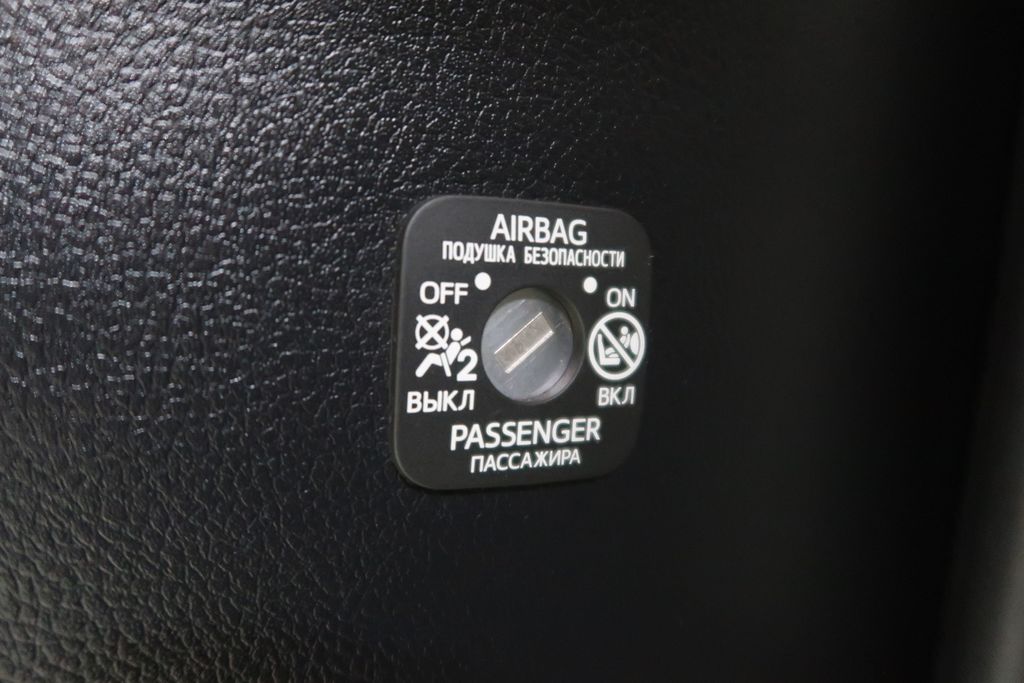 AIRBAG
ПОДУШКА БЕЗОПАСНОСТИ
OFF ON
2
ВЫКЛ ВКЛ
PASSENGER
ПАССАЖИРА